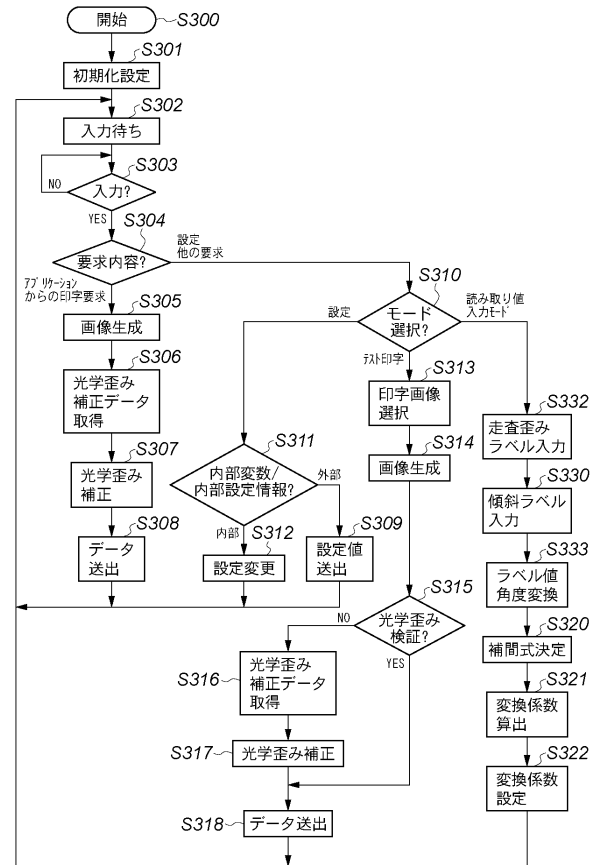 開始
S300
S301
初期化設定
S302
入力待ち
S303
入力?
NO
YES
S304
要求内容?
設定
他の要求
アプリケーション
からの印字要求
S305
画像生成
S306
光学歪み
補正データ
取得
S307
光学歪み
補正
S308
データ
送出
S310
モード
選択?
設定
テスト印字
読み取り値
入力モード
S311
内部変数/
内部設定情報?
内部
外部
S312
設定変更
S309
設定値
送出
S313
印字画像
選択
S314
画像生成
S315
光学歪み
検証?
NO
YES
S316
光学歪み
補正データ
取得
S317
光学歪み補正
S318
データ送出
S332
走査歪み
ラベル入力
S330
傾斜ラベル
入力
S333
ラベル値
角度変換
S320
補間式決定
S321
変換係数
算出
S322
変換係数
設定